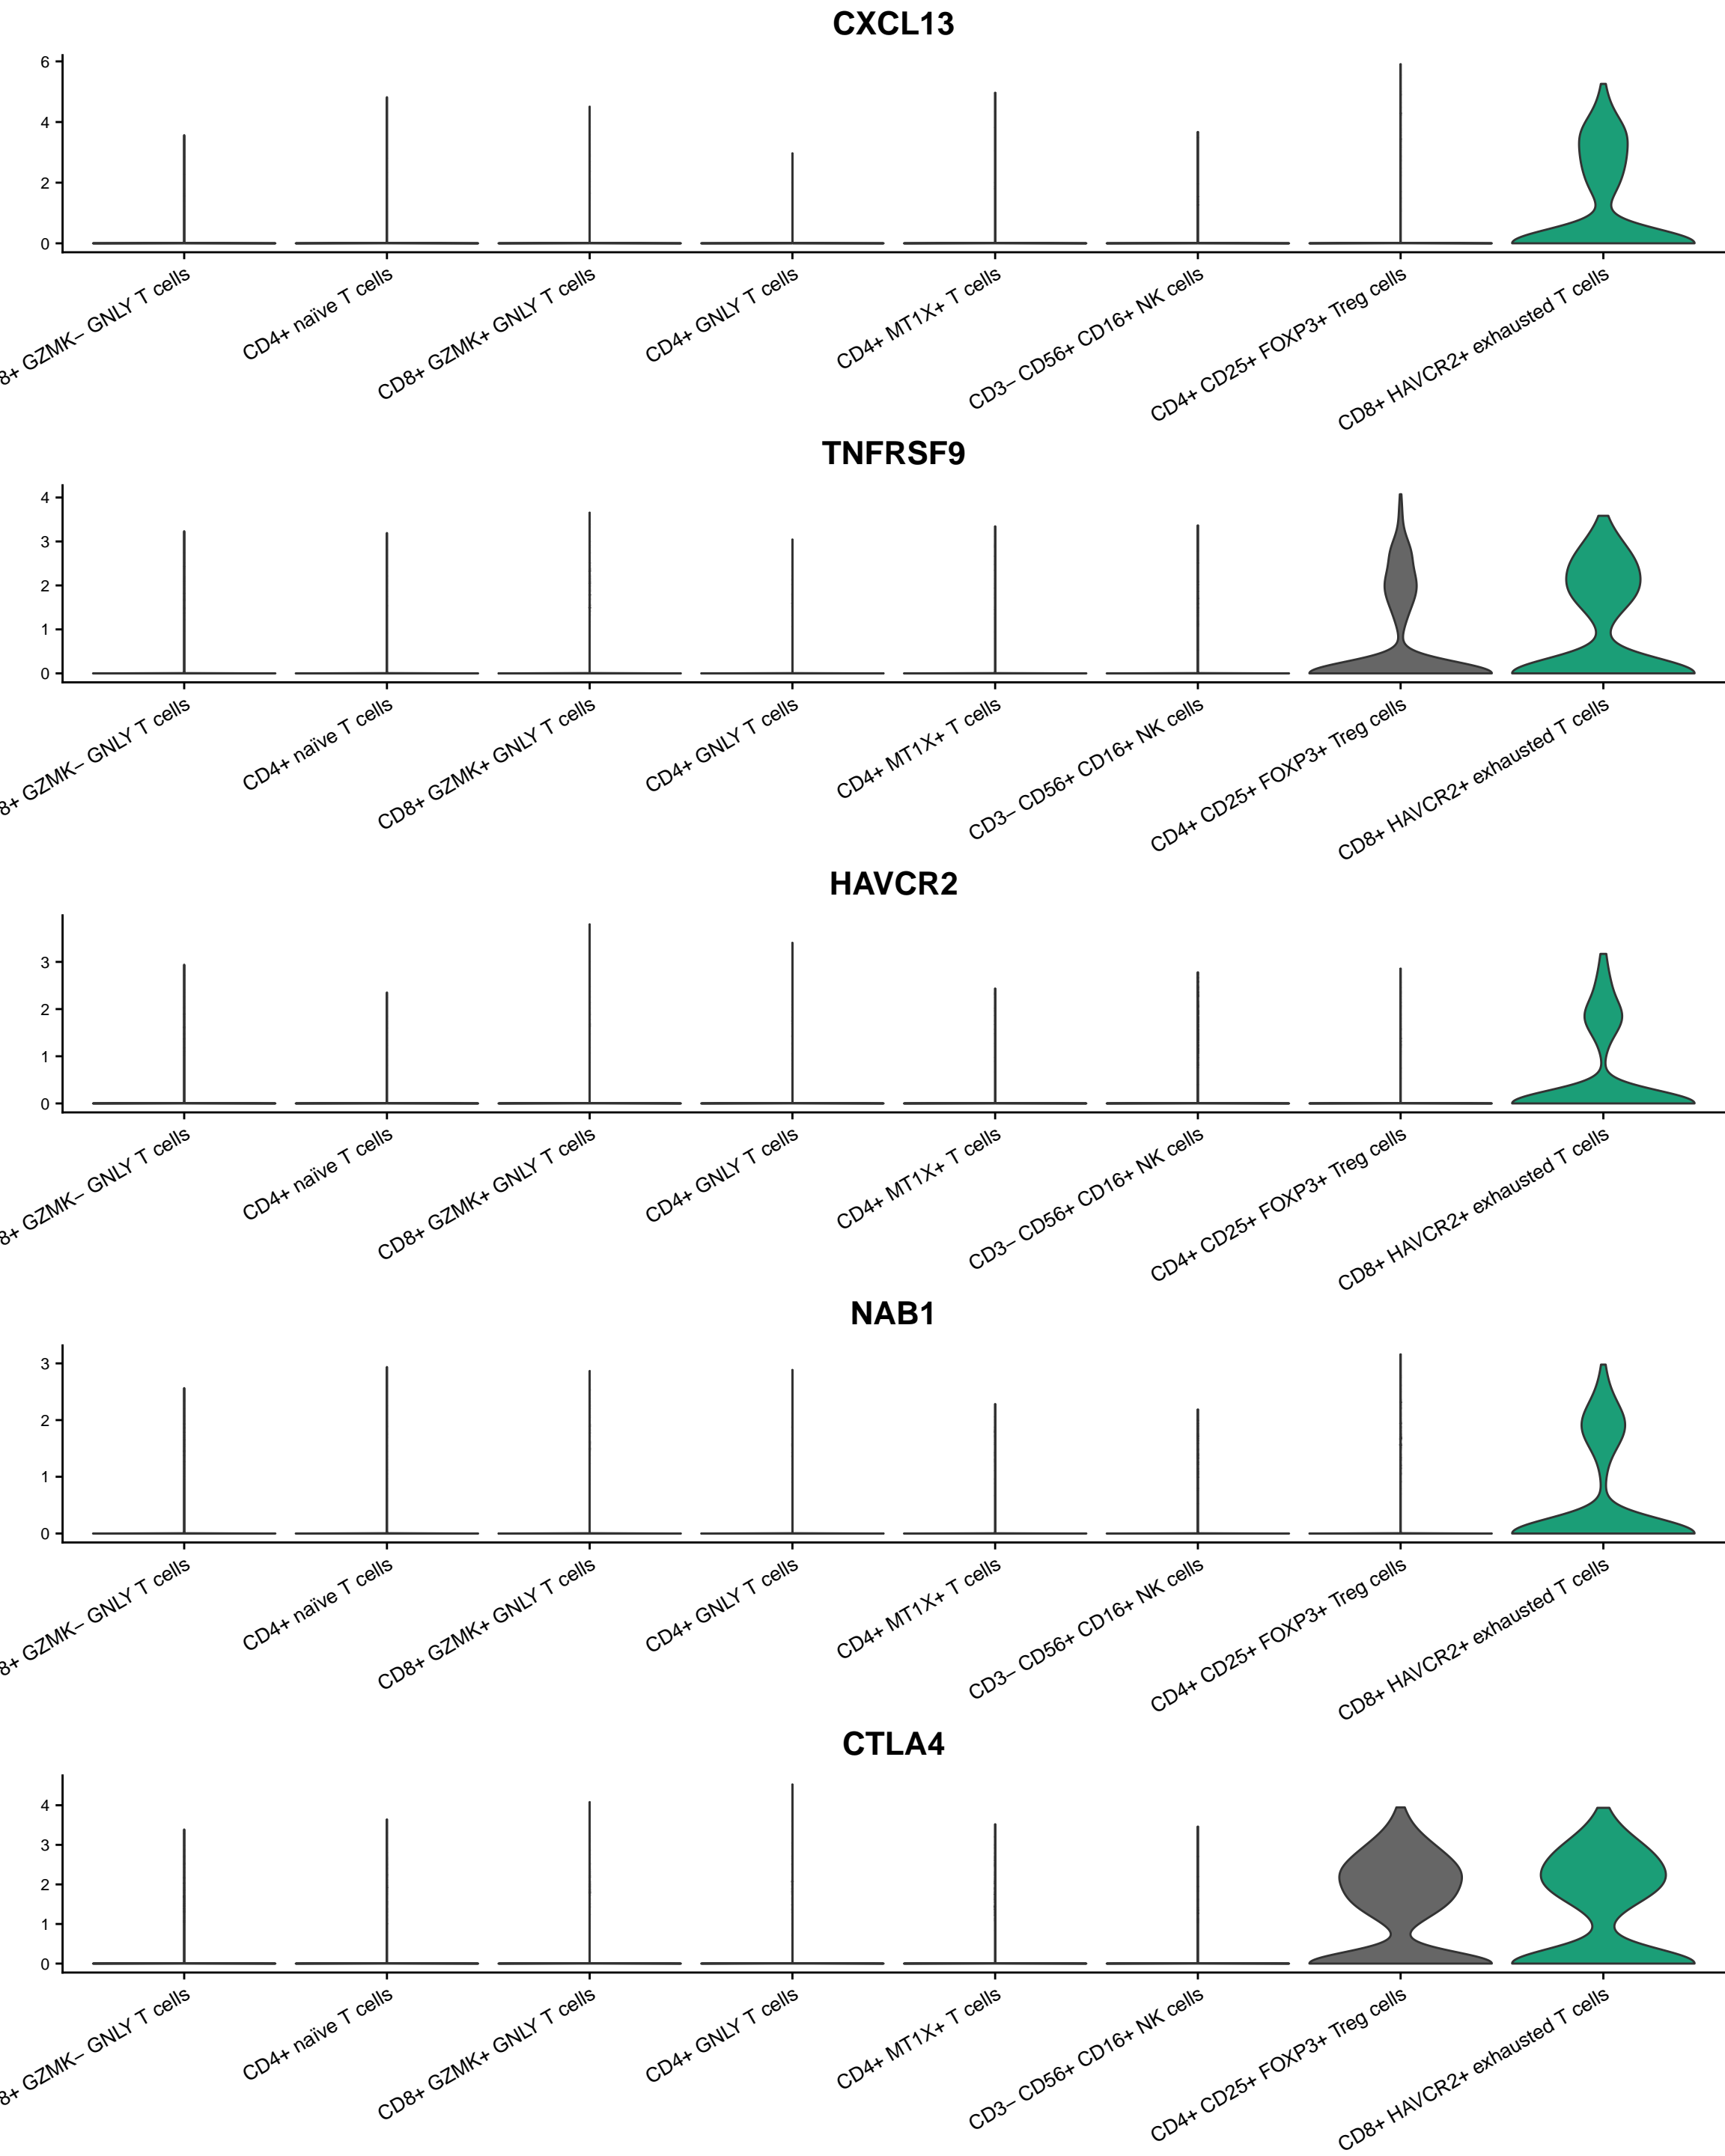 CXCL13
6
4
2
0
8+ GZMK– GNLY T cells
CD4+ naïve T cells
CD8+ GZMK+ GNLY T cells
CD4+ GNLY T cells
CD4+ MT1X+ T cells
CD3– CD56+ CD16+ NK cells
CD4+ CD25+ FOXP3+ Treg cells
CD8+ HAVCR2+ exhausted T cells
TNFRSF9
4
3
2
1
0
8+ GZMK– GNLY T cells
CD4+ naïve T cells
CD8+ GZMK+ GNLY T cells
CD4+ GNLY T cells
CD4+ MT1X+ T cells
CD3– CD56+ CD16+ NK cells
CD4+ CD25+ FOXP3+ Treg cells
CD8+ HAVCR2+ exhausted T cells
HAVCR2
3
2
1
0
8+ GZMK– GNLY T cells
CD4+ naïve T cells
CD8+ GZMK+ GNLY T cells
CD4+ GNLY T cells
CD4+ MT1X+ T cells
CD3– CD56+ CD16+ NK cells
CD4+ CD25+ FOXP3+ Treg cells
CD8+ HAVCR2+ exhausted T cells
NAB1
3
2
1
0
8+ GZMK– GNLY T cells
CD4+ naïve T cells
CD8+ GZMK+ GNLY T cells
CD4+ GNLY T cells
CD4+ MT1X+ T cells
CD3– CD56+ CD16+ NK cells
CD4+ CD25+ FOXP3+ Treg cells
CD8+ HAVCR2+ exhausted T cells
CTLA4
4
3
2
1
0
8+ GZMK– GNLY T cells
CD4+ naïve T cells
CD8+ GZMK+ GNLY T cells
CD4+ GNLY T cells
CD4+ MT1X+ T cells
CD3– CD56+ CD16+ NK cells
CD4+ CD25+ FOXP3+ Treg cells
CD8+ HAVCR2+ exhausted T cells